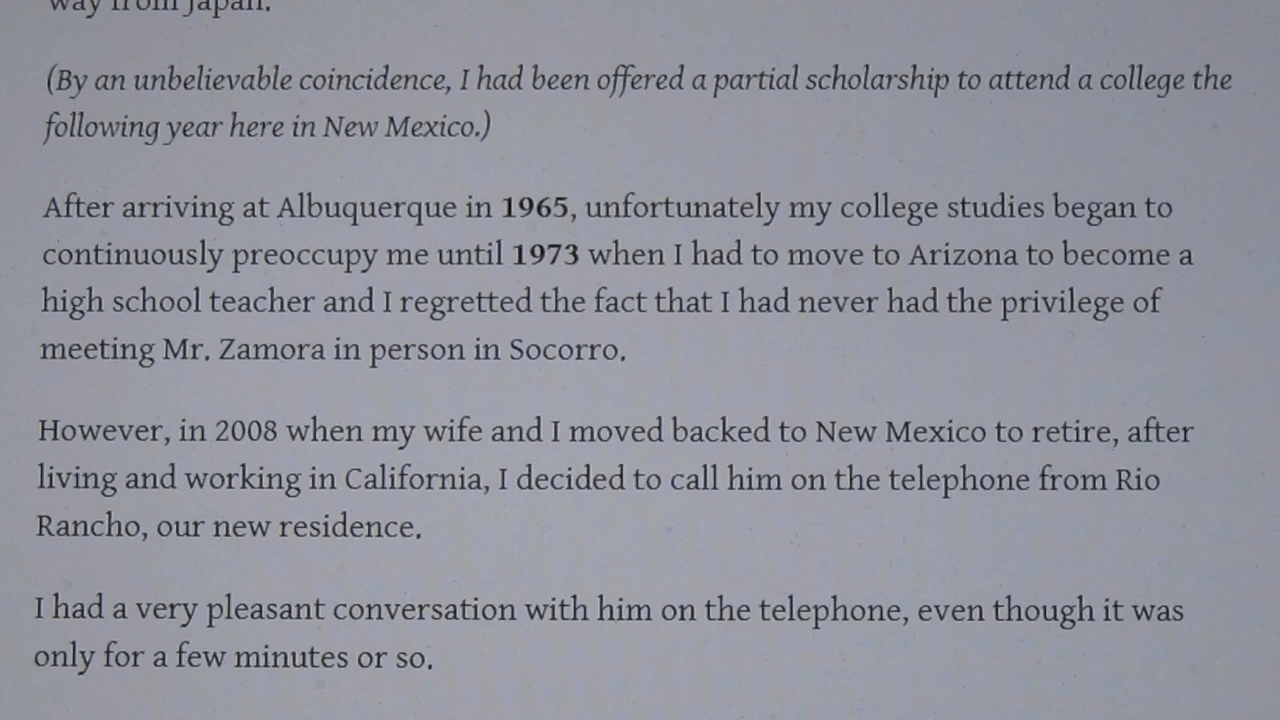 way from Japan.
(By an unbelievable coincidence, I had been offered a partial scholarship to attend a college the
following year here in New Mexico.)
After arriving at Albuquerque in 1965, unfortunately my college studies began to
continuously preoccupy me until 1973 when I had to move to Arizona to become a
high school teacher and I regretted the fact that I had never had the privilege of
meeting Mr. Zamora in person in Socorro.
However, in 2008 when my wife and I moved backed to New Mexico to retire, after
living and working in California, I decided to call him on the telephone from Rio
Rancho, our new residence.
I had a very pleasant conversation with him on the telephone, even though it was
only for a few minutes or so.